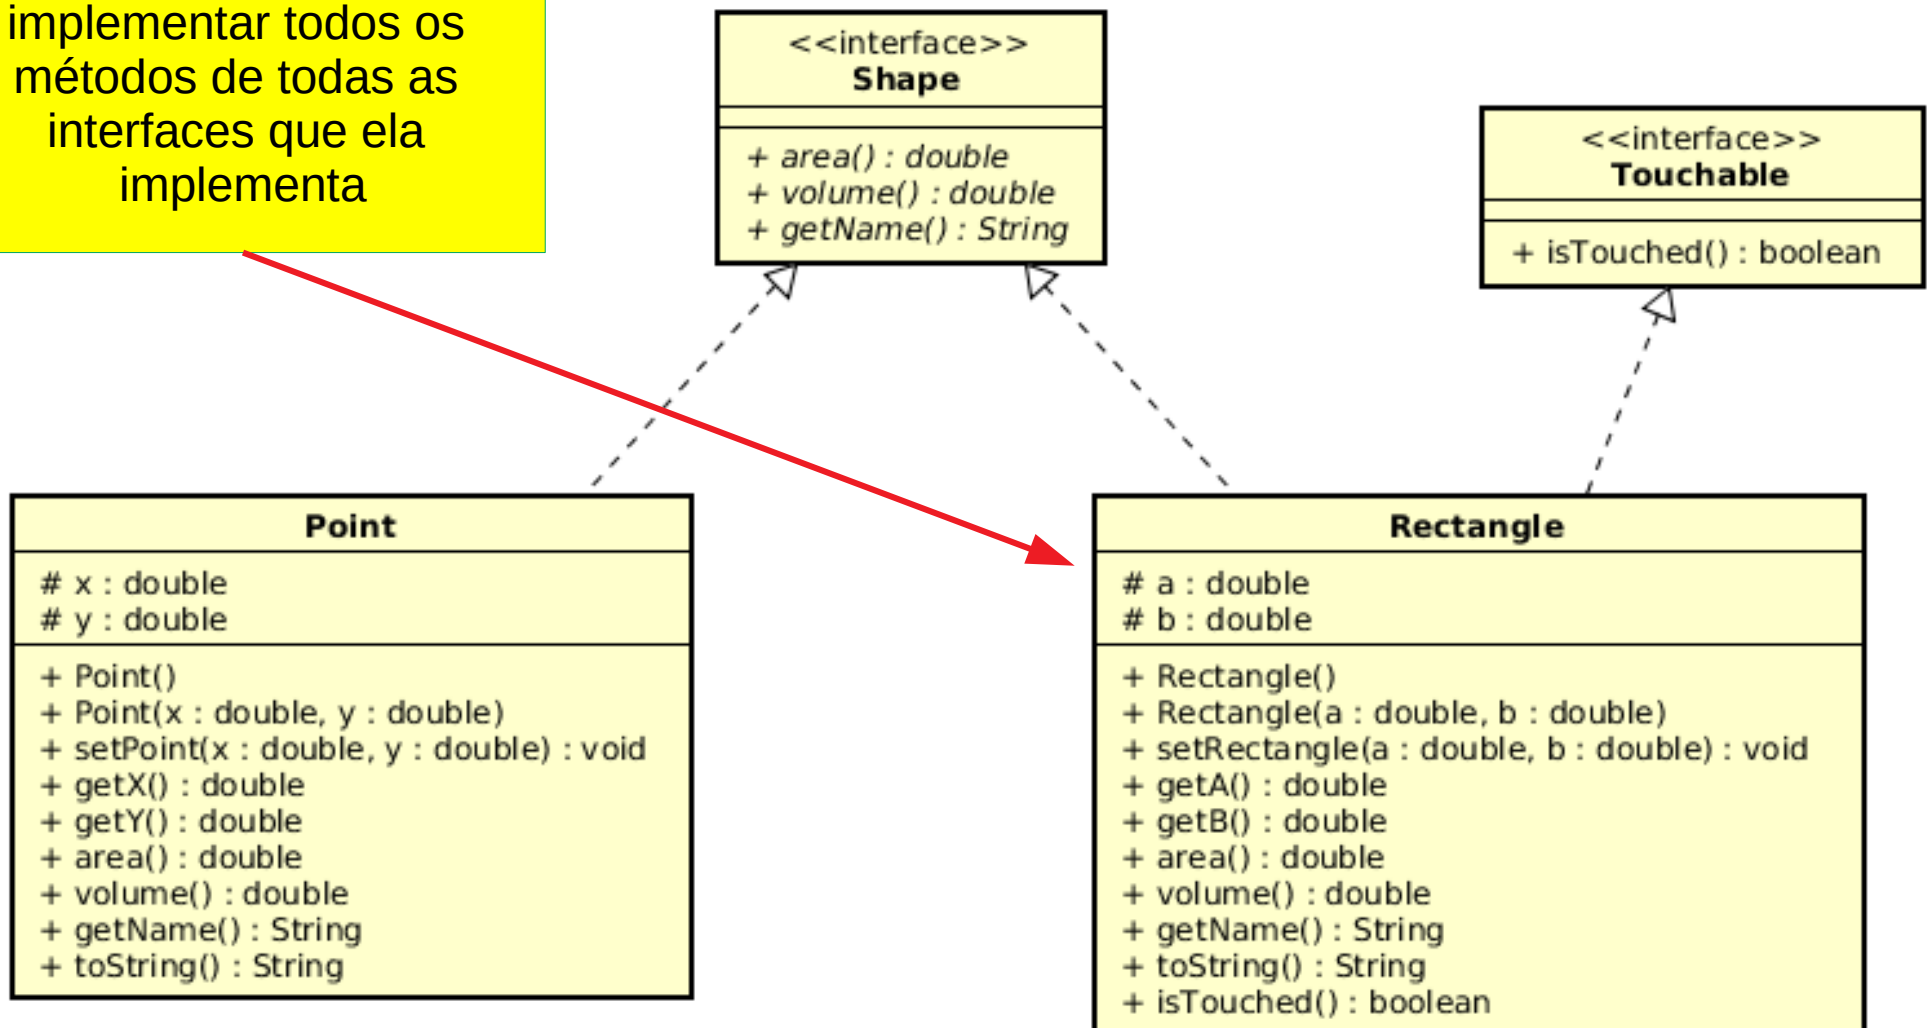 implementar todos os
métodos de todas as
interfaces que ela
implementa
<<interface>>
Shape
+ area() : double
+ volume() : double
+ getName() : String
<<interface>>
Touchable
+ isTouched() : boolean
Point
# x : double
# y : double
+ Point()
+ Point(x : double, y : double)
+ setPoint(x : double, y : double) : void
+ getX() : double
+ getY() : double
+ area() : double
+ volume() : double
+ getName() : String
+ toString() : String
Rectangle
# a : double
# b : double
+ Rectangle()
+ Rectangle(a : double, b : double)
+ setRectangle(a : double, b : double) : void
+ getA() : double
+ getB() : double
+ area() : double
+ volume() : double
+ getName() : String
+ toString() : String
+ isTouched() : boolean